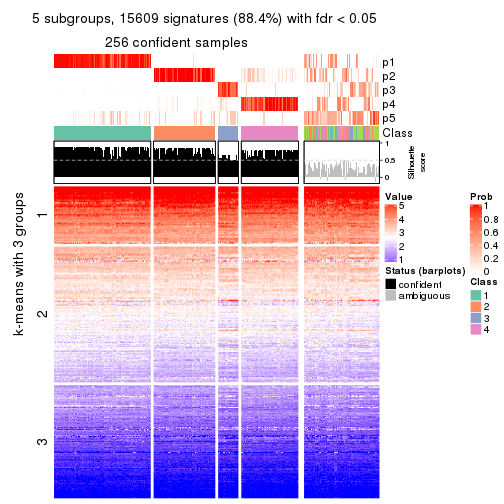 5 subgroups, 15609 signatures (88.4%) with fdr < 0.05
256 confident samples
p1
p2
p3
p4
p5
Class
1
0.5
0
Silhouette
score
k-means with 3 groups
1
2
3
Value
5
4
3
2
1
Status (barplots)
confident
ambiguous
Prob
1
0.8
0.6
0.4
0.2
0
Class
1
2
3
4